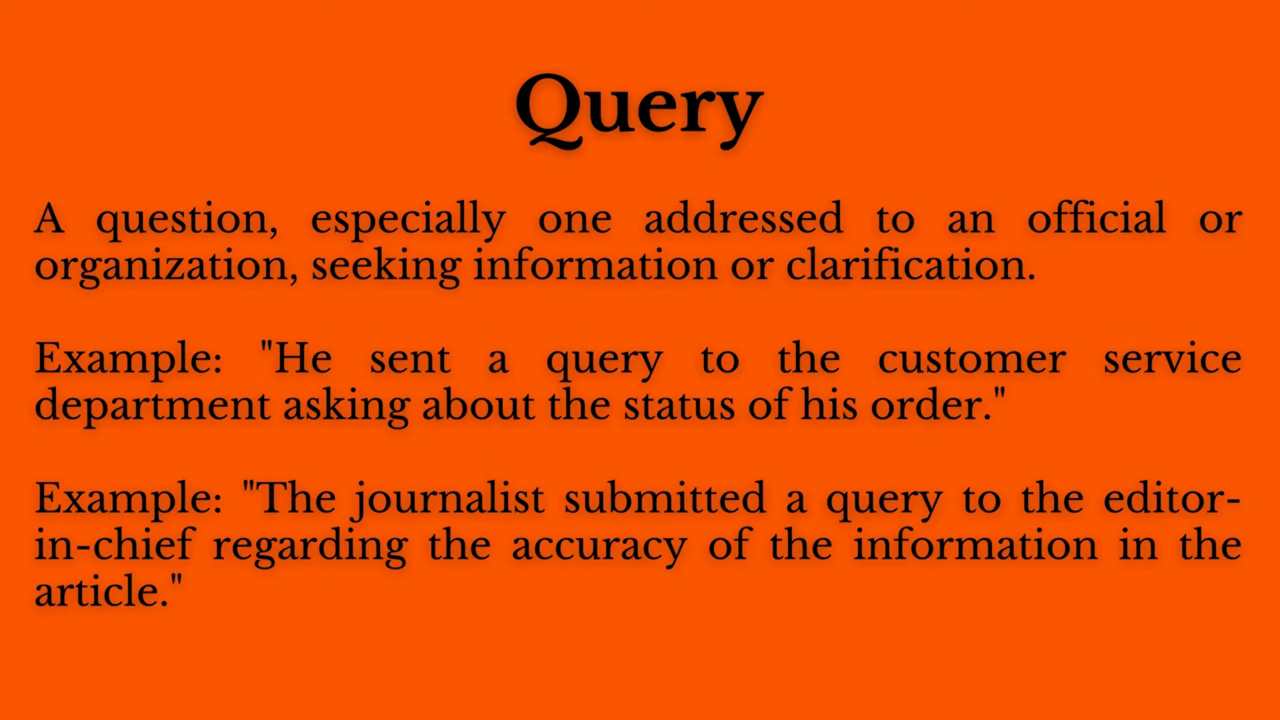 Query
A question, especially one addressed to an official or
organization, seeking information or clarification.
Example: "He sent a query to the customer service
department asking about the status of his order."
Example: "The journalist submitted a query to the editor-
in-chief regarding the accuracy of the information in the
article."